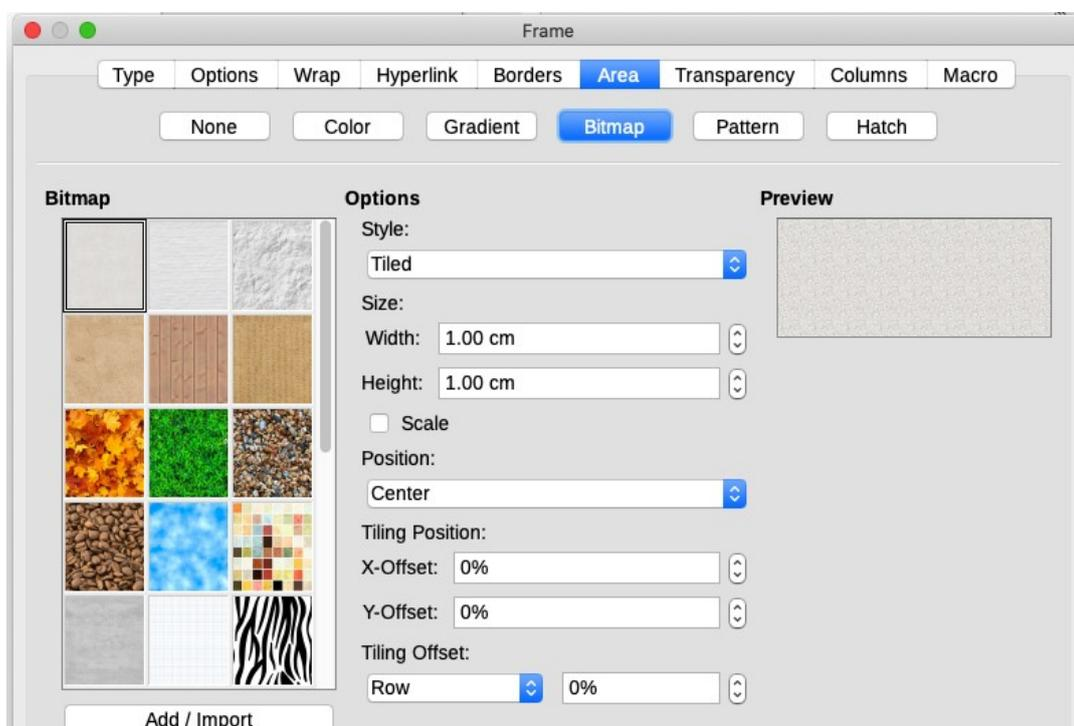 Frame
Type Options Wrap Hyperlink Borders Area Transparency Columns Macro
None Color Gradient Bitmap Pattern Hatch
Bitmap
Options
Style:
Tiled
Size:
Width: 1.00 cm
Height: 1.00 cm
Scale
Position:
Center
Tiling Position:
X-Offset: 0%
Y-Offset: 0%
Tiling Offset:
Row 0%
Preview
Add / Import